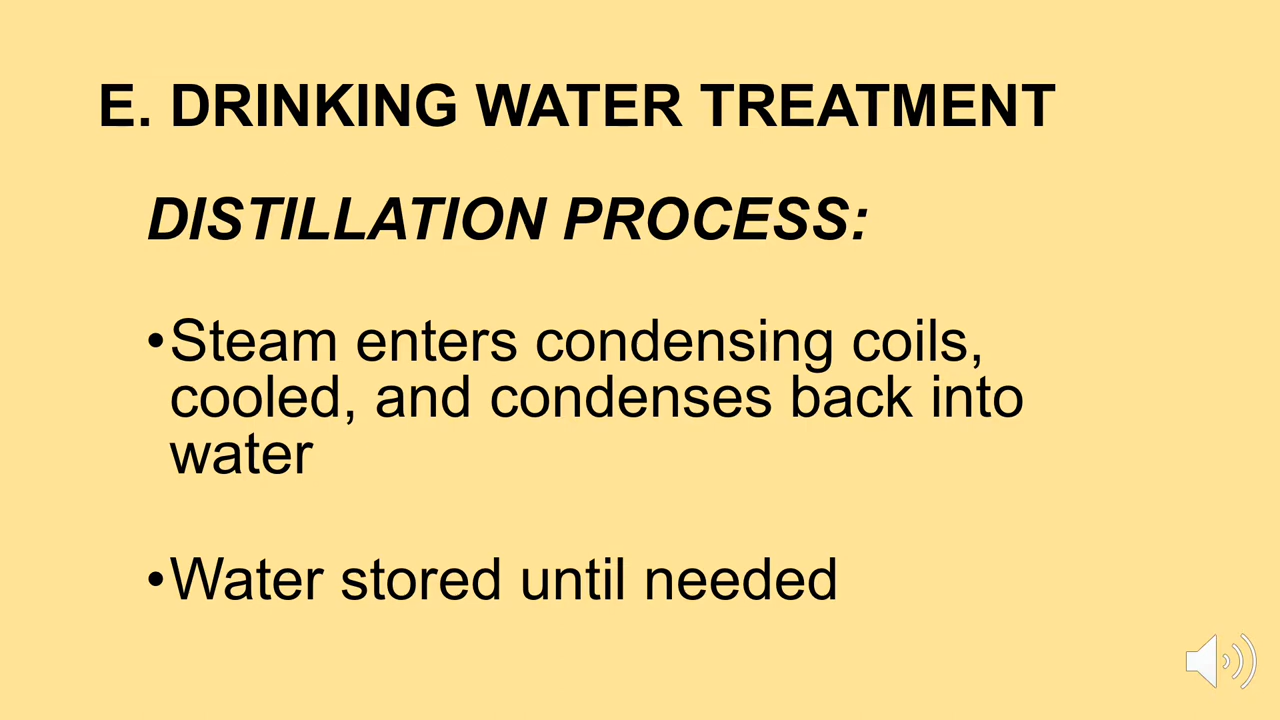 E. DRINKING WATER TREATMENT
DISTILLATION PROCESS:
•Steam enters condensing coils,
cooled, and condenses back into
water
•Water stored until needed